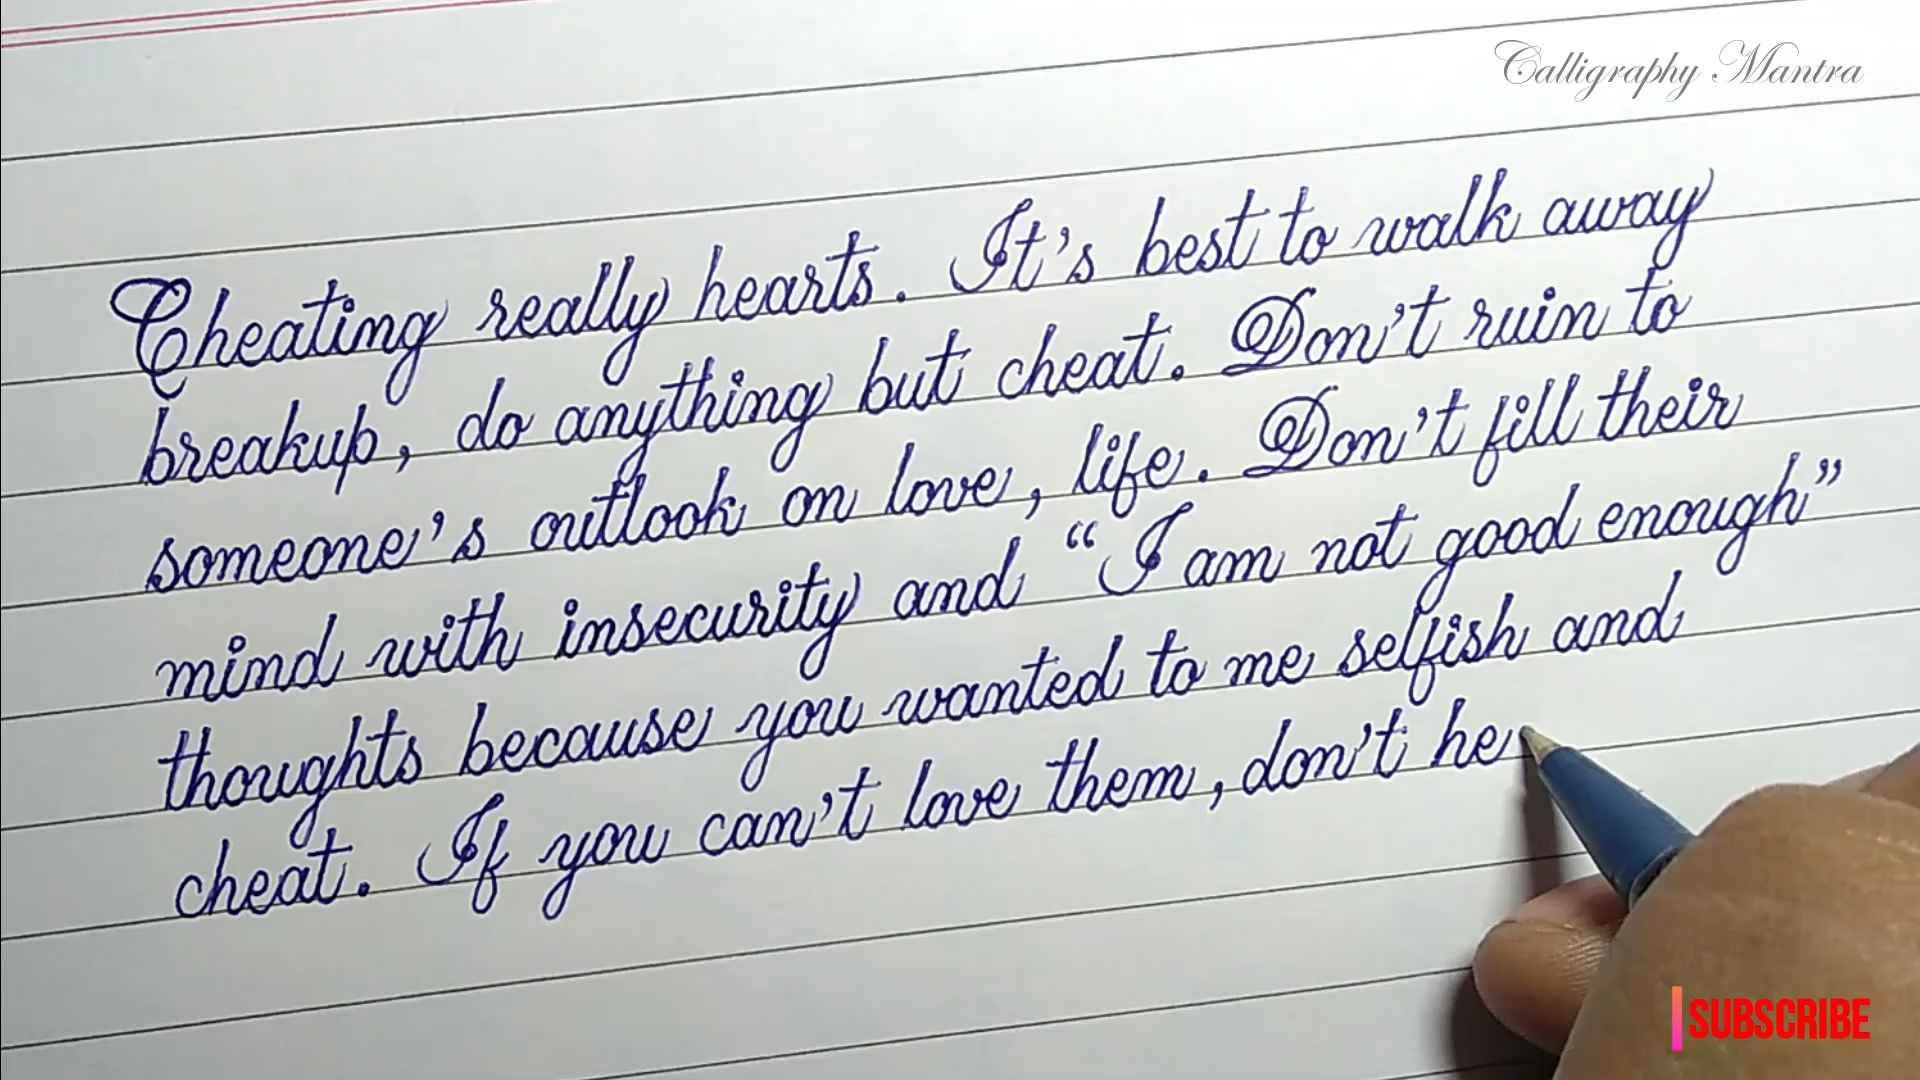 Calligraphy Mantra
Cheating really hearts. It's best to walk away
breakup, do anything but cheat. Don't ruin to
someone's outlook on love, life. Don't fill their
mind with insecurity and “I am not good enough”
thoughts because you wanted to me selfish and
cheat. If you can't love them, don't he
SUBSCRIBE